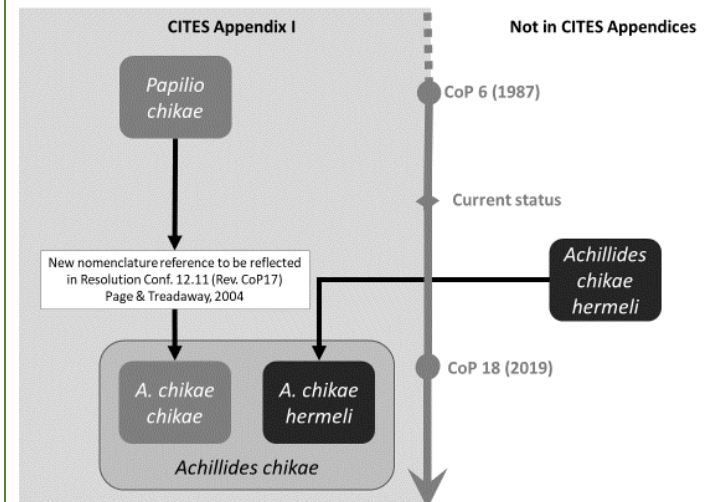 CITES Appendix I
Not in CITES Appendices
Papilio
chikae
CoP 6 (1987)
Current status
New nomenclature reference to be reflected
in Resolution Conf. 12.11 (Rev. CoP17)
Page & Treadaway, 2004
Achillides
chikae
hermeli
CoP 18 (2019)
A. chikae
chikae
A. chikae
hermeli
Achillides chikae